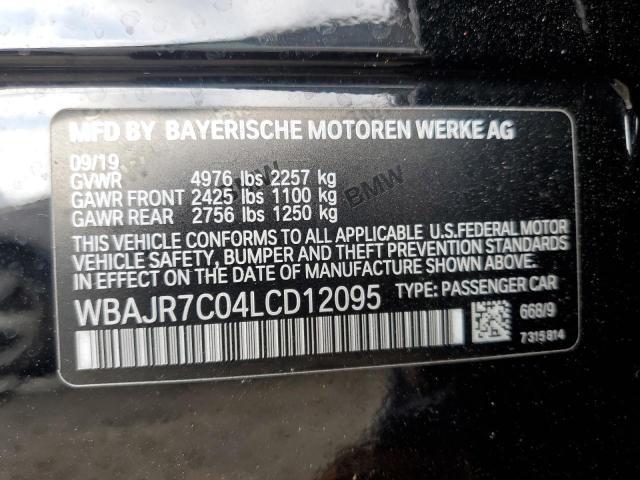 MFD BY BAYERISCHE MOTOREN WERKE AG
09/19
GVWR 4976 lbs 2257 kg
GAWR FRONT 2425 lbs 1100 kg
GAWR REAR 2756 lbs 1250 kg
BMW
THIS VEHICLE CONFORMS TO ALL APPLICABLE U.S.FEDERAL MOTOR
VEHICLE SAFETY, BUMPER AND THEFT PREVENTION STANDARDS
IN EFFECT ON THE DATE OF MANUFACTURE SHOWN ABOVE.
WBAJR7C04LCD12095 TYPE: PASSENGER CAR
668/9
7315814